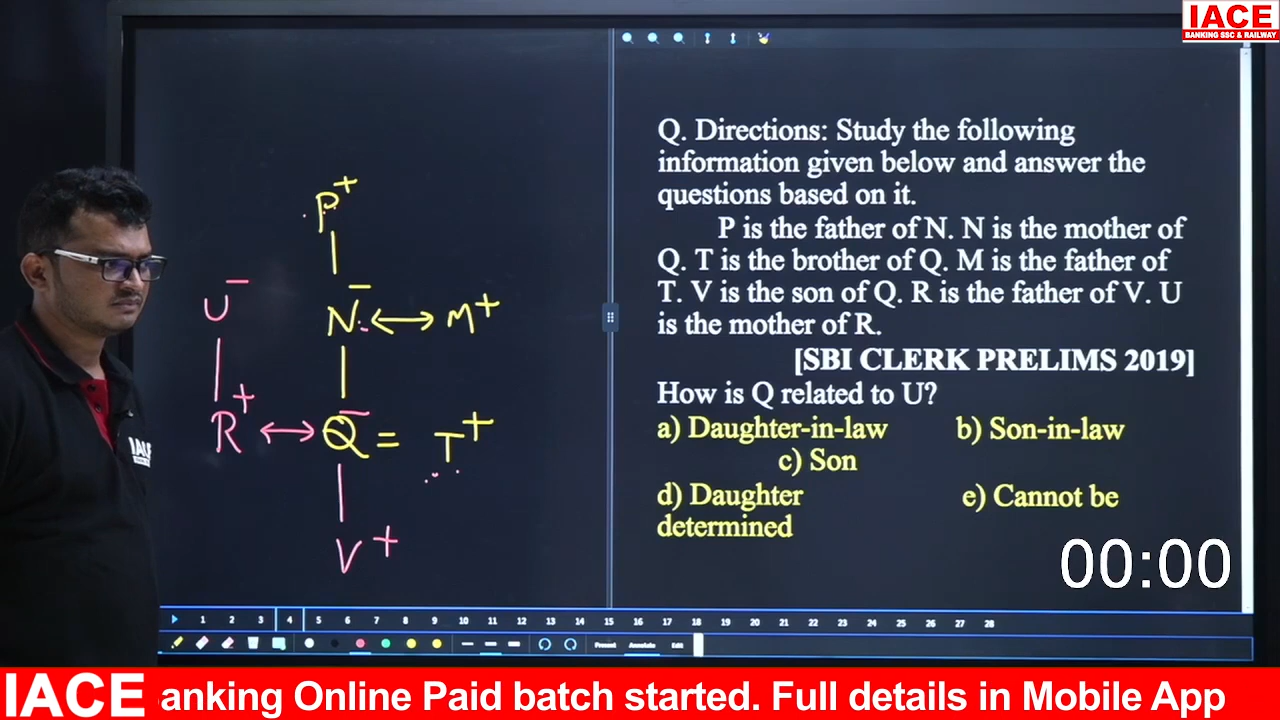 IACE
BANKING SSC & RAILWAY
Q. Directions: Study the following
information given below and answer the
questions based on it.
P is the father of N. N is the mother of
Q. T is the brother of Q. M is the father of
T. V is the son of Q. R is the father of V. U
is the mother of R.
[SBI CLERK PRELIMS 2019]
How is Q related to U?
a) Daughter-in-law b) Son-in-law
c) Son
d) Daughter e) Cannot be
determined
00:00
P+
U− N− ↔ M+
R+ ↔ Q− = T+
V+
IACE
1 2 3 4 5 6 7 8 9 10 11 12 13 14 15 16 17 18 19 20 21 22 23 24 25 26 27 28
Present Annotate Edit
IACE anking Online Paid batch started. Full details in Mobile App